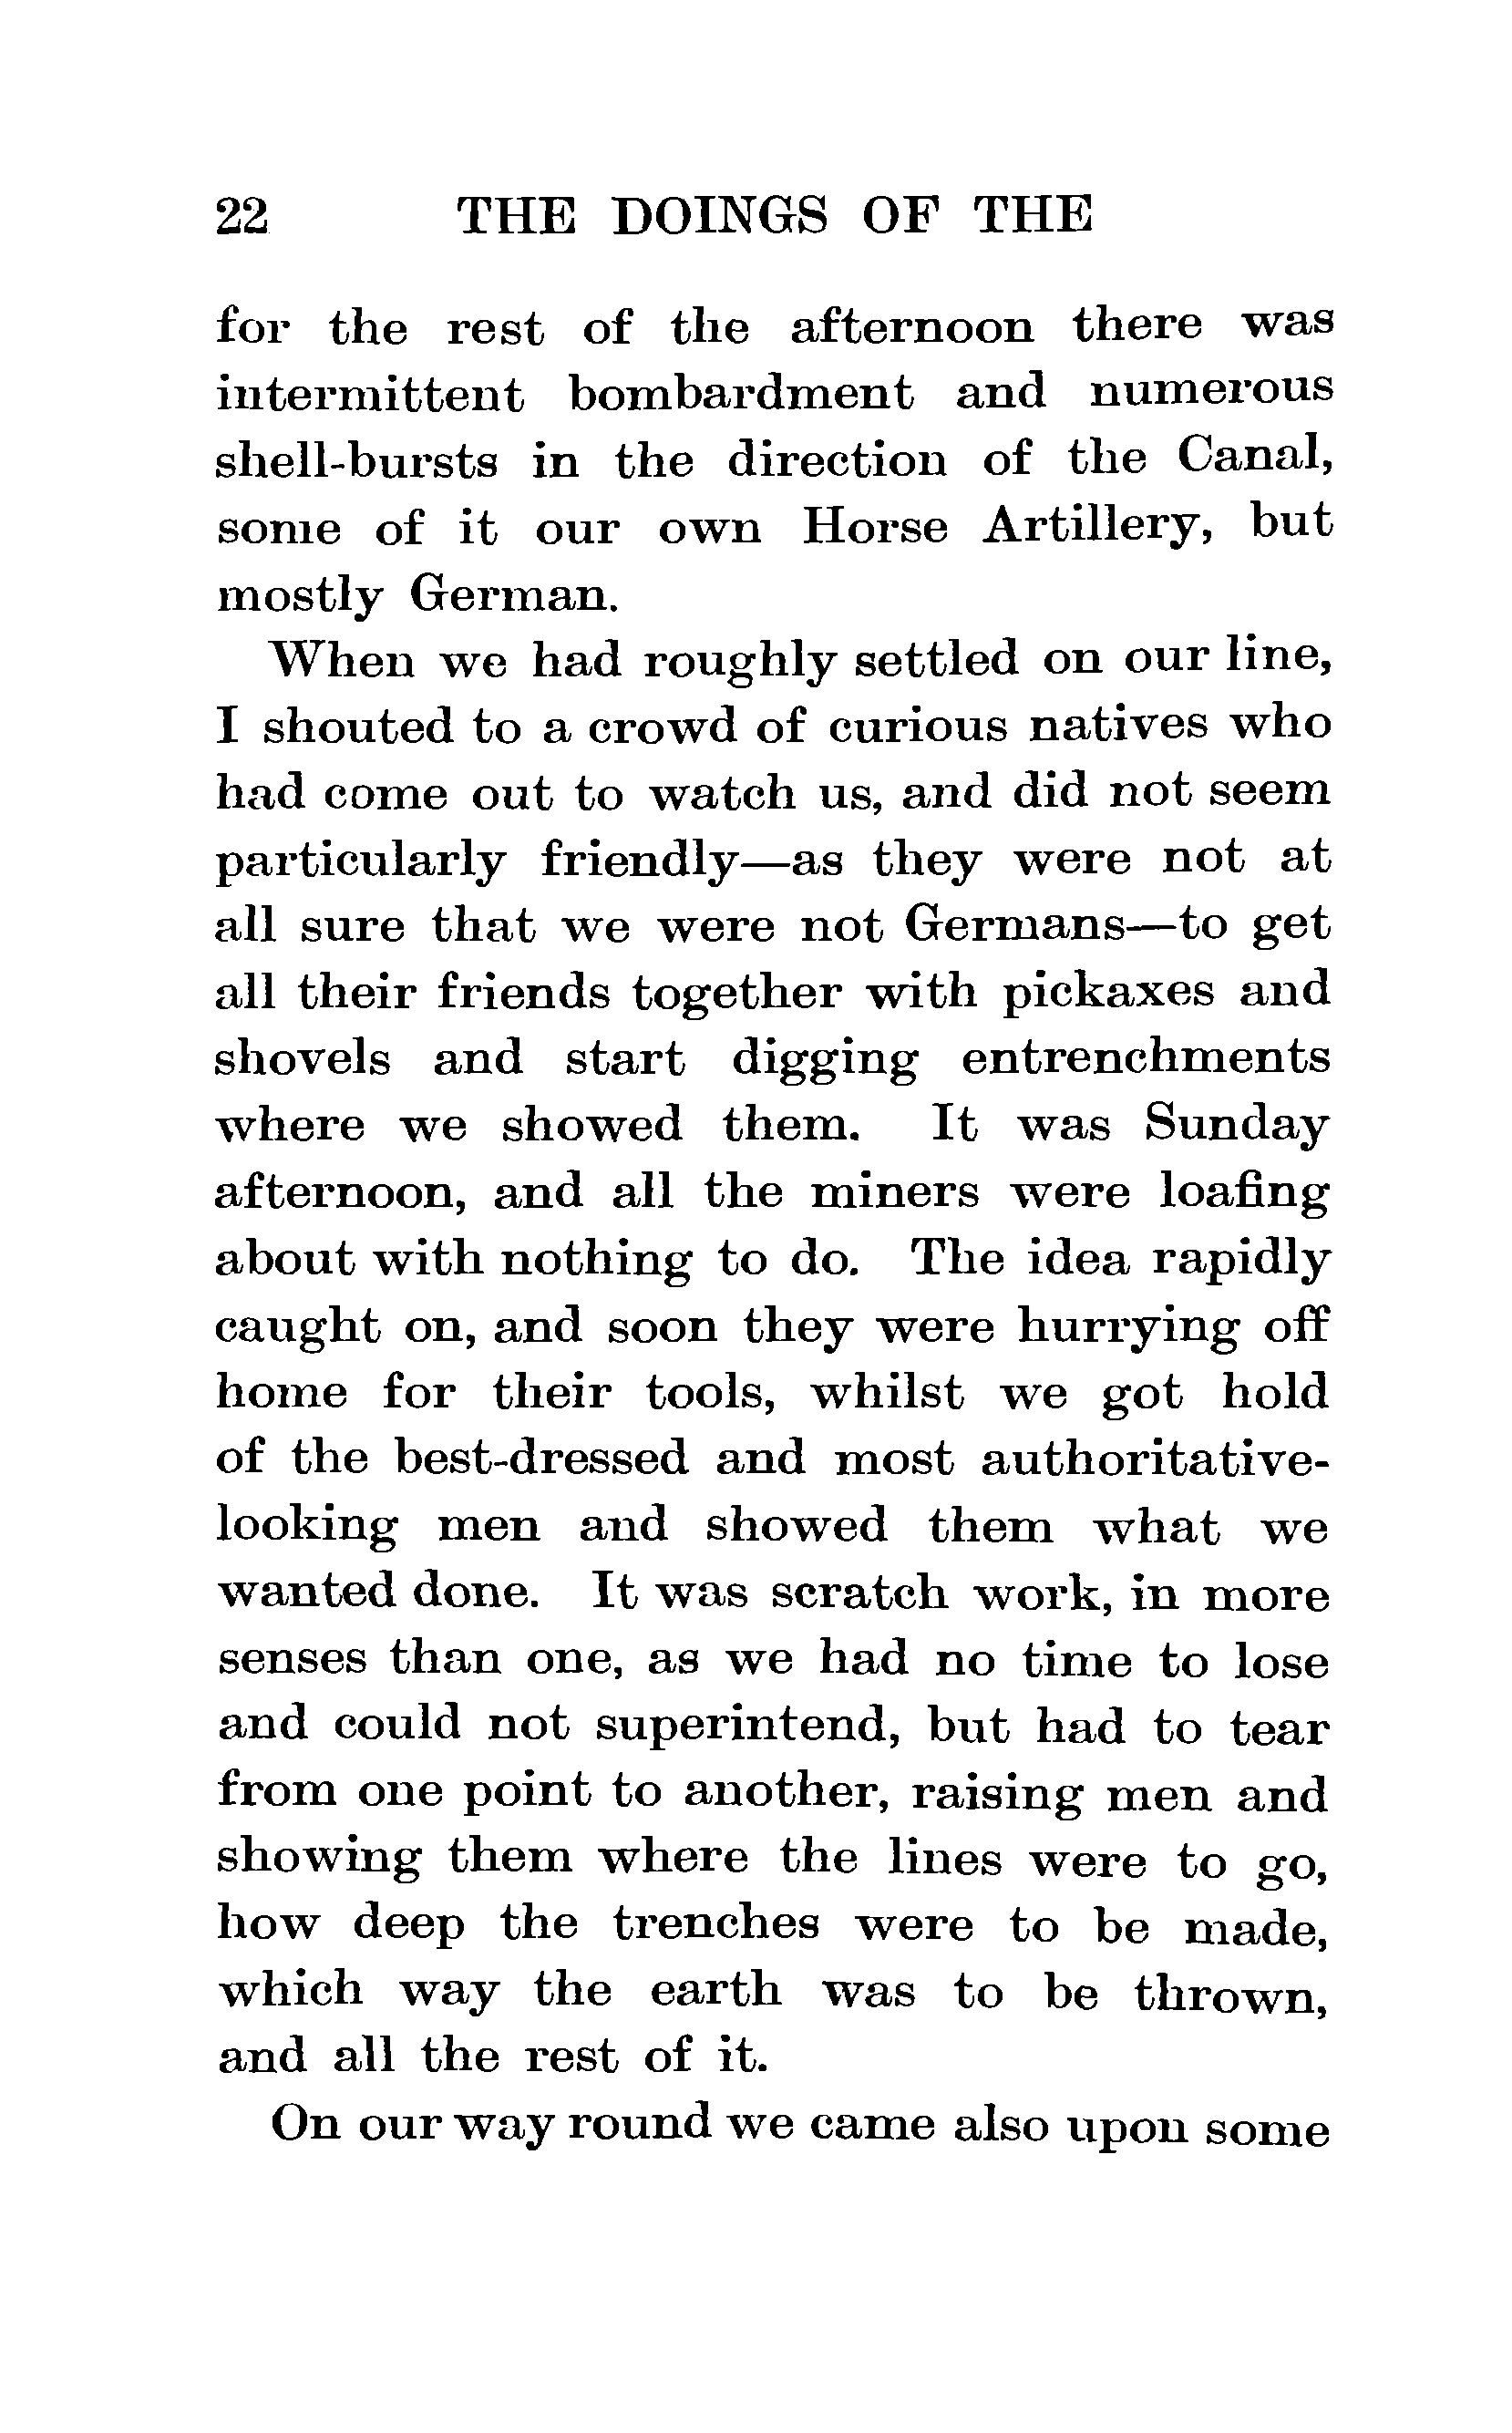 22 THE DOINGS OF THE
for the rest of the afternoon there was
intermittent bombardment and numerous
shell-bursts in the direction of the Canal,
some of it our own Horse Artillery, but
mostly German.
When we had roughly settled on our line,
I shouted to a crowd of curious natives who
had come out to watch us, and did not seem
particularly friendly—as they were not at
all sure that we were not Germans—to get
all their friends together with pickaxes and
shovels and start digging entrenchments
where we showed them. It was Sunday
afternoon, and all the miners were loafing
about with nothing to do. The idea rapidly
caught on, and soon they were hurrying off
home for their tools, whilst we got hold
of the best-dressed and most authoritative-
looking men and showed them what we
wanted done. It was scratch work, in more
senses than one, as we had no time to lose
and could not superintend, but had to tear
from one point to another, raising men and
showing them where the lines were to go,
how deep the trenches were to be made,
which way the earth was to be thrown,
and all the rest of it.
On our way round we came also upon some